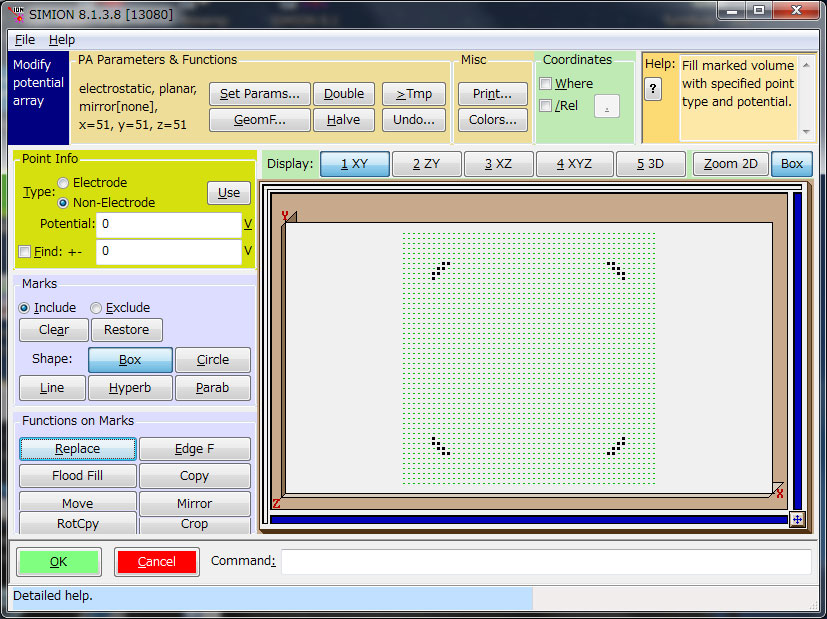 SIMION 8.1.3.8 [13080]
File Help
Modify potential array
PA Parameters & Functions
electrostatic, planar,
mirror[none],
x=51, y=51, z=51
Set Params... Double >Tmp
GeomF... Halve Undo...
Misc
Print...
Colors...
Coordinates
Where
/Rel .
Help:
?
Fill marked volume
with specified point
type and potential.
Point Info
Type: Electrode
Non-Electrode
Use
Potential: 0 V
Find: +- 0 V
Marks
Include Exclude
Clear Restore
Shape: Box Circle
Line Hyperb Parab
Functions on Marks
Replace Edge F
Flood Fill Copy
Move Mirror
RotCpy Crop
Display: 1 XY 2 ZY 3 XZ 4 XYZ 5 3D Zoom 2D Box
Y
Z X
OK Cancel Command:
Detailed help.